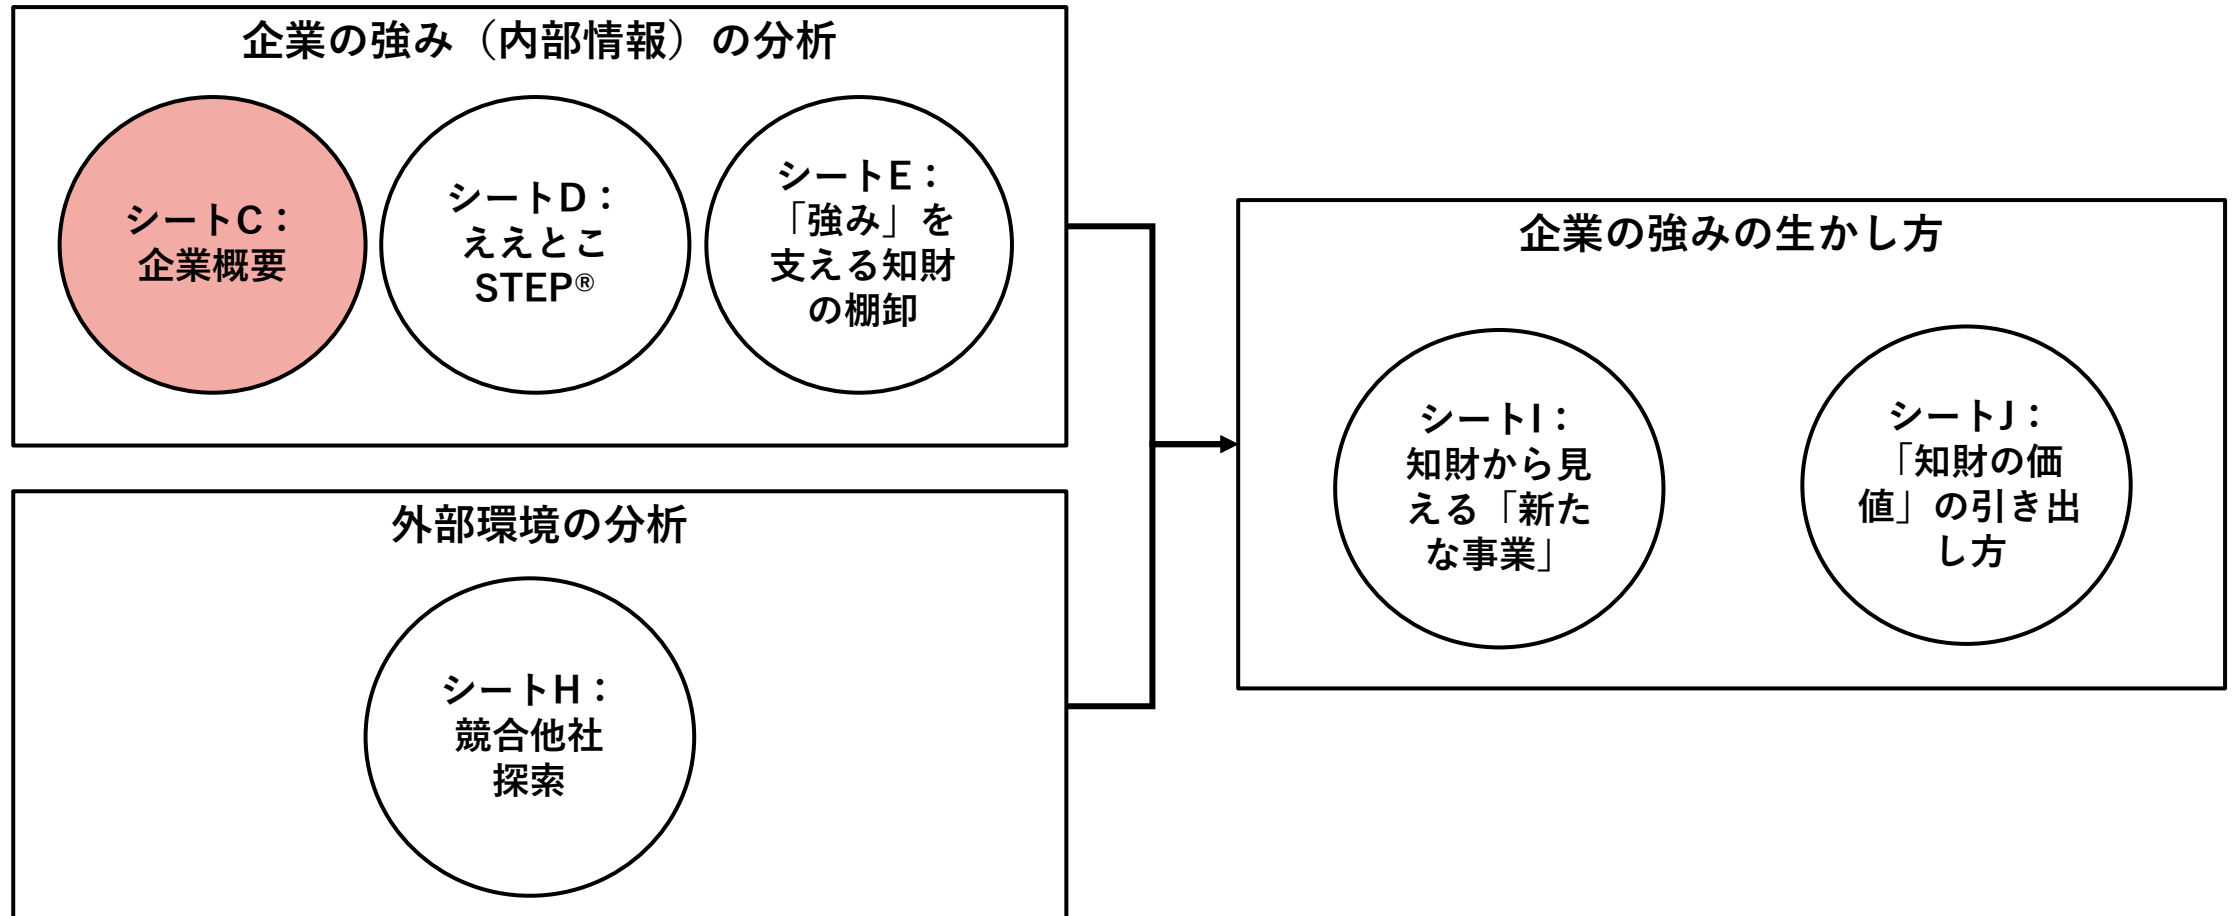 企業の強み（内部情報）の分析
シートC：
企業概要
シートD：
ええとこ
STEP®
シートE：
「強み」を
支える知財
の棚卸
外部環境の分析
シートH：
競合他社
探索
企業の強みの生かし方
シートI：
知財から見
える「新た
な事業」
シートJ：
「知財の価
値」の引き出
し方